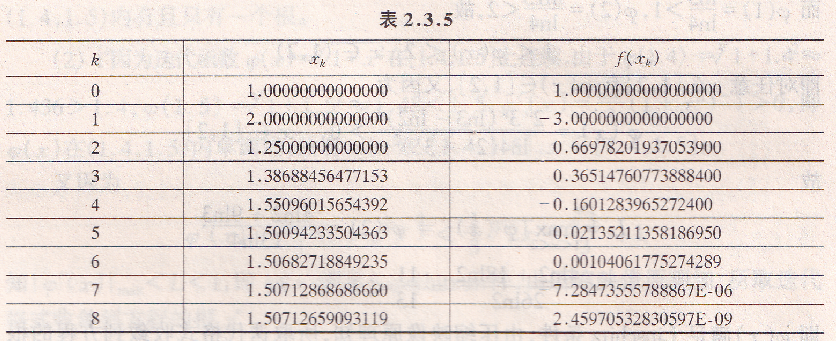 表 2.3.5
k x_k f(x_k)
0 1.00000000000000 1.00000000000000000
1 2.00000000000000 -3.0000000000000000
2 1.25000000000000 0.66978201937053900
3 1.38688456477153 0.36514760773888400
4 1.55096015654392 -0.1601283965272400
5 1.50094233504363 0.02135211358186950
6 1.50682718849235 0.00104061775274289
7 1.50712868686660 7.28473555788867E-06
8 1.50712659093119 2.45970532830597E-09